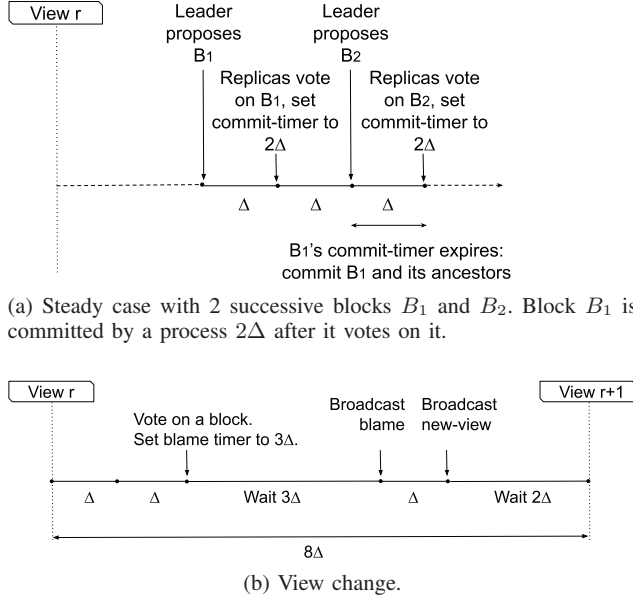 View r
Leader
proposes
B1
Leader
proposes
B2
Replicas vote
on B1, set
commit-timer to
2Δ
Replicas vote
on B2, set
commit-timer to
2Δ
Δ
Δ
Δ
B1's commit-timer expires:
commit B1 and its ancestors
(a) Steady case with 2 successive blocks B1 and B2. Block B1 is
committed by a process 2Δ after it votes on it.
View r
View r+1
Vote on a block.
Set blame timer to 3Δ.
Broadcast
blame
Broadcast
new-view
Δ
Δ
Wait 3Δ
Δ
Wait 2Δ
8Δ
(b) View change.